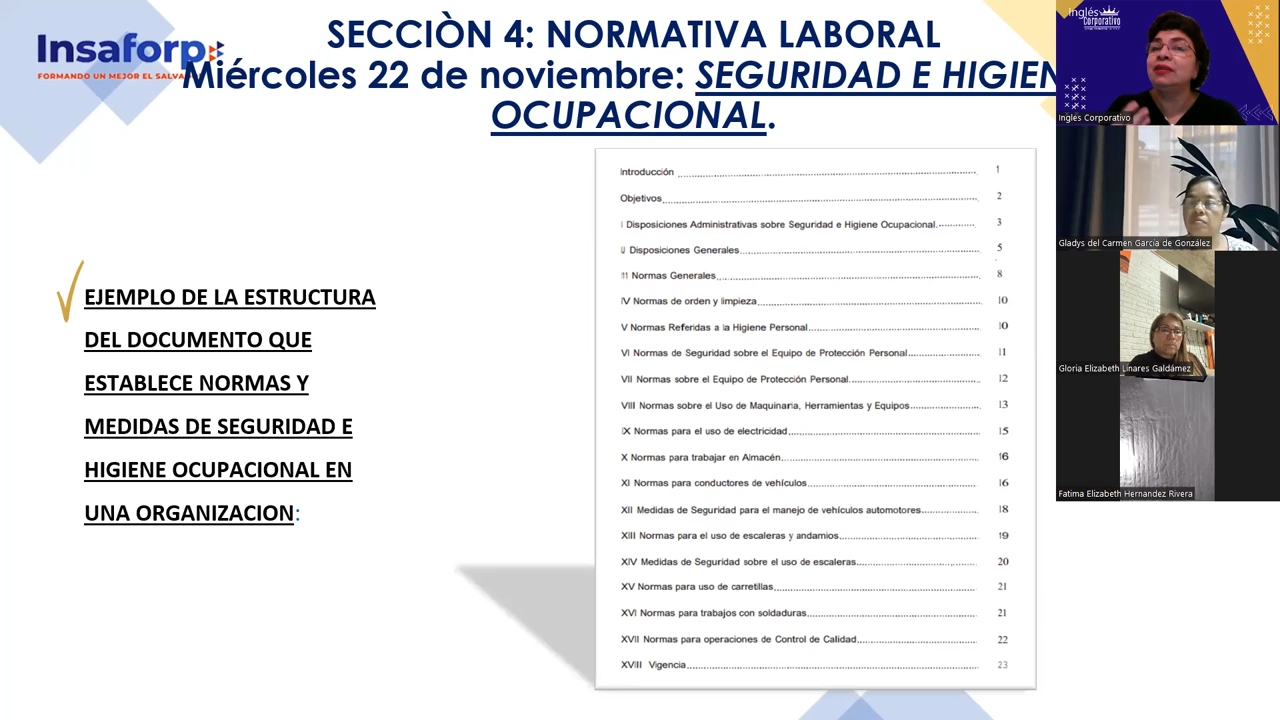 SECCIÒN 4: NORMATIVA LABORAL
Miércoles 22 de noviembre: SEGURIDAD E HIGIEN
OCUPACIONAL.
Insaforp
FORMANDO UN MEJOR EL SALVA
EJEMPLO DE LA ESTRUCTURA
DEL DOCUMENTO QUE
ESTABLECE NORMAS Y
MEDIDAS DE SEGURIDAD E
HIGIENE OCUPACIONAL EN
UNA ORGANIZACION:
Introducción 1
Objetivos 2
I Disposiciones Administrativas sobre Seguridad e Higiene Ocupacional. 3
II Disposiciones Generales 5
III Normas Generales 8
IV Normas de orden y limpieza 10
V Normas Referidas a la Higiene Personal 10
VI Normas de Seguridad sobre el Equipo de Protección Personal 11
VII Normas sobre el Equipo de Protección Personal. 12
VIII Normas sobre el Uso de Maquinaria, Herramientas y Equipos 13
IX Normas para el uso de electricidad 15
X Normas para trabajar en Almacén. 16
XI Normas para conductores de vehículos 16
XII Medidas de Seguridad para el manejo de vehículos automotores 18
XIII Normas para el uso de escaleras y andamios 19
XIV Medidas de Seguridad sobre el uso de escaleras 20
XV Normas para uso de carretillas 21
XVI Normas para trabajos con soldaduras 21
XVII Normas para operaciones de Control de Calidad 22
XVIII Vigencia 23
Inglés
Corporativo
Inglés Corporativo
Gladys del Carmen García de González
Gloria Elizabeth Linares Galdámez
Fatima Elizabeth Hernandez Rivera